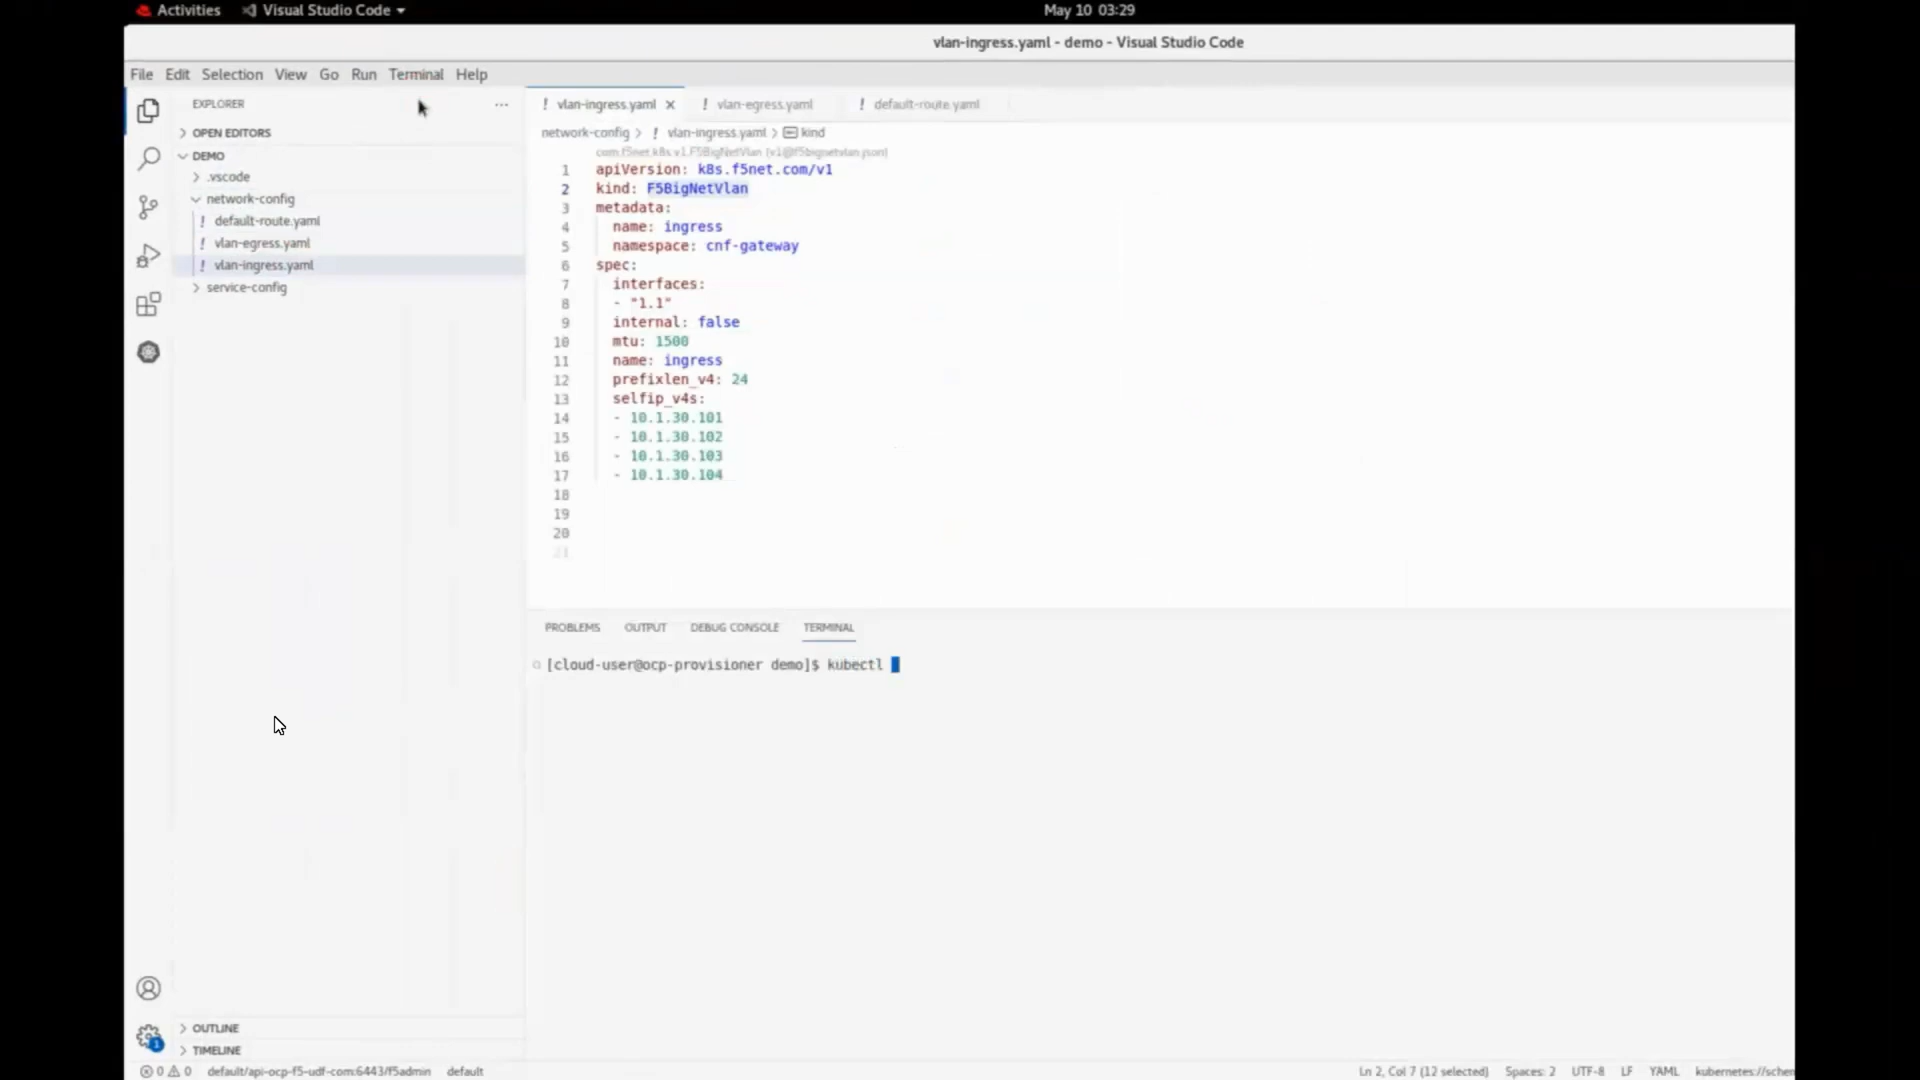 Activities Visual Studio Code May 10 03:29
vlan-ingress.yaml - demo - Visual Studio Code
File Edit Selection View Go Run Terminal Help
EXPLORER
OPEN EDITORS
DEMO
.vscode
network-config
default-route.yaml
vlan-egress.yaml
vlan-ingress.yaml
service-config
OUTLINE
TIMELINE
vlan-ingress.yaml vlan-egress.yaml default-route.yaml
network-config > ! vlan-ingress.yaml > kind
com.f5net.k8s.v1.F5BigNetVlan (v1@f5bignetvlan.json)
1 apiVersion: k8s.f5net.com/v1
2 kind: F5BigNetVlan
3 metadata:
4 name: ingress
5 namespace: cnf-gateway
6 spec:
7 interfaces:
8 - "1.1"
9 internal: false
10 mtu: 1500
11 name: ingress
12 prefixlen_v4: 24
13 selfip_v4s:
14 - 10.1.30.101
15 - 10.1.30.102
16 - 10.1.30.103
17 - 10.1.30.104
18
19
20
21
PROBLEMS OUTPUT DEBUG CONSOLE TERMINAL
[cloud-user@ocp-provisioner demo]$ kubectl
1
0 0 default/api-ocp-f5-udf-com:6443/f5admin default Ln 2, Col 7 (12 selected) Spaces: 2 UTF-8 LF YAML kubernetes://schem